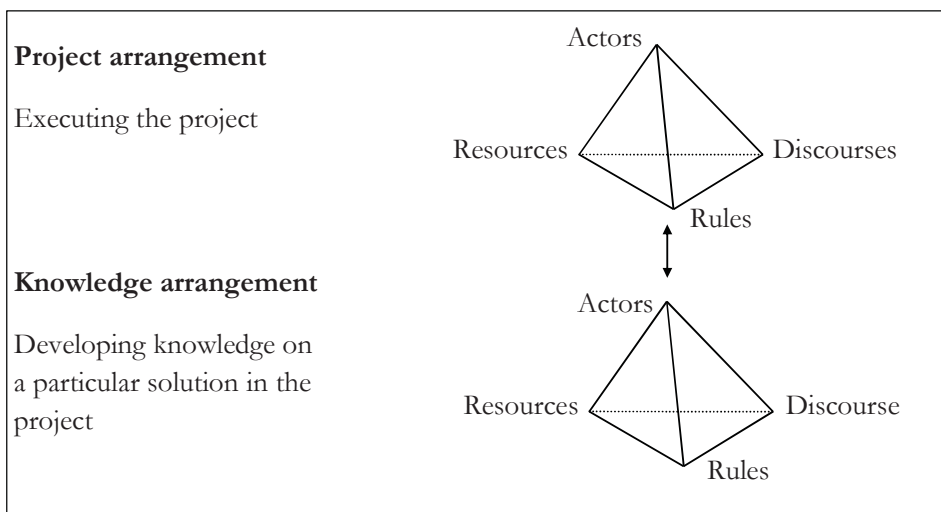 Project arrangement
Executing the project
Actors
Resources
Discourses
Rules
Knowledge arrangement
Developing knowledge on
a particular solution in the
project
Actors
Resources
Discourse
Rules